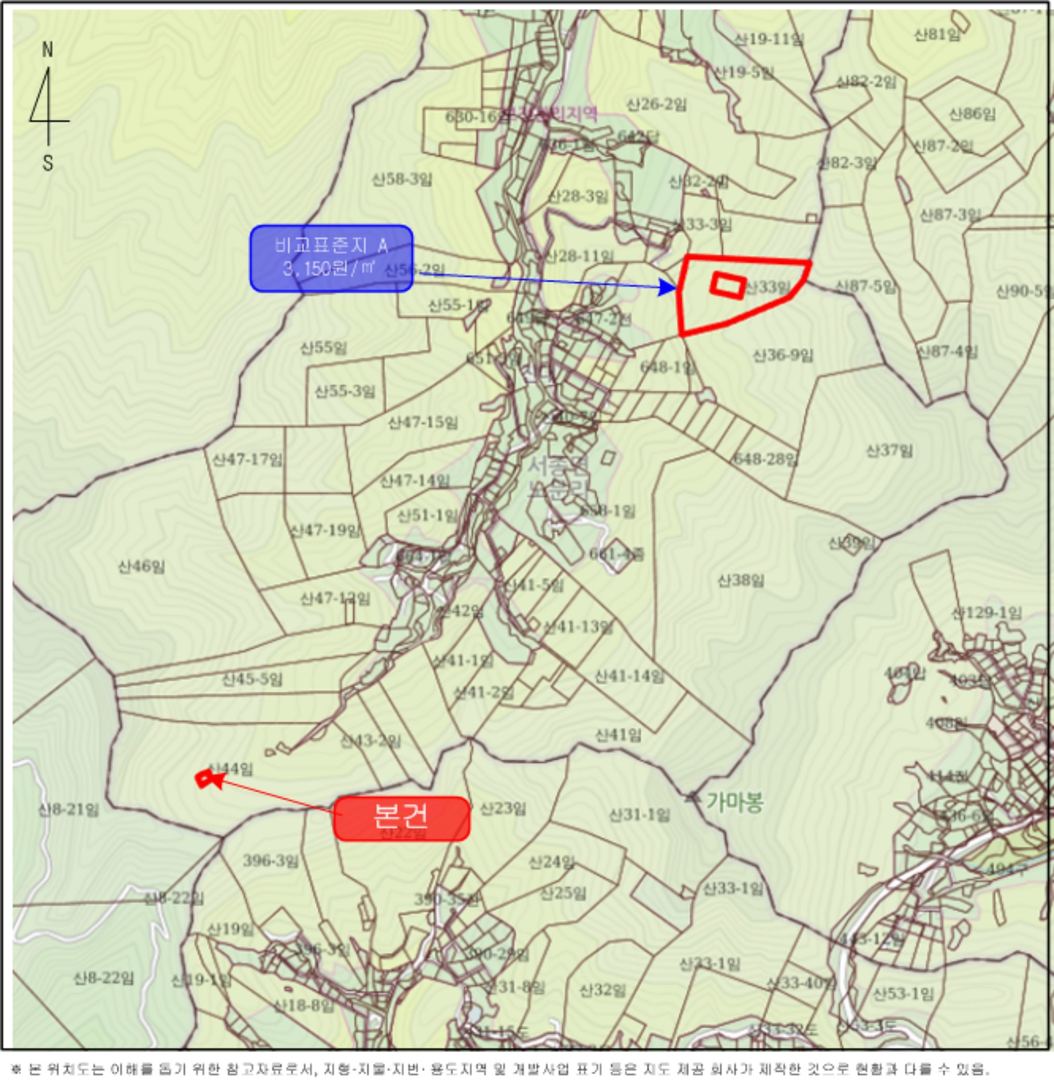 N
S
산19-11임
산81임
산19-5임
산82-2임
산26-2임
산86임
642답
산87-2임
산82-3임
산58-3임
산28-3임
산87-3임
산33-3임
비교표준지 A
3,150원/㎡
산28-11임
산56-2임
산33임
산87-5임
산55임
산36-9임
산87-4임
산55-3임
648-1임
산47-15임
산37임
산47-17임
648-28임
산47-14임
산51-1임
산47-19임
산39임
산46임
661-4종
산38임
산41-5임
산47-12임
산42임
산129-1임
산41-13임
산41-1임
산45-5임
산41-14임
산41-2임
산43-2임
산41임
산44임
산8-21임
본건
산23임
산31-1임
가마봉
396-3임
산24임
산25임
산33-1임
산8-22임
산19임
산8-22임
산19-1임
산33-1임
산31-8임
산32임
산33-40임
산53-1임
산18-8임
※ 본 위치도는 이해를 돕기 위한 참고자료로서, 지형·지물·지번· 용도지역 및 개발사업 표기 등은 지도 제공 회사가 제작한 것으로 현황과 다를 수 있음.